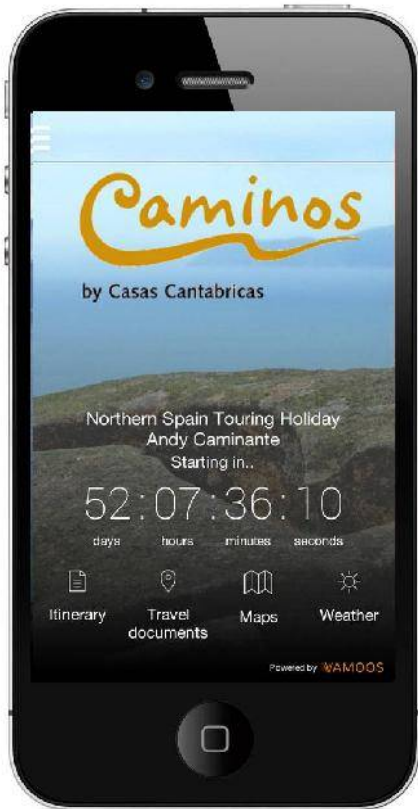 Caminos
by Casas Cantabricas
Northern Spain Touring Holiday
Andy Caminante
Starting in..
52:07:36:10
days hours minutes seconds
Itinerary Travel documents Maps Weather
Powered by VAMOOS